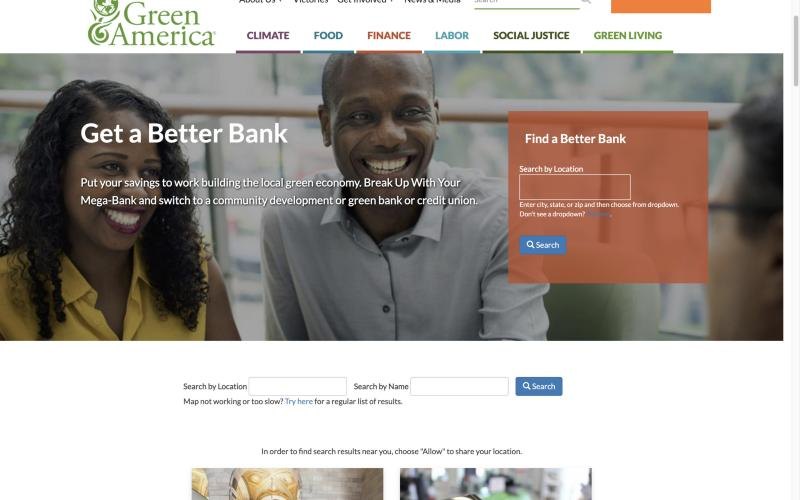 About Us
Victories
Get Involved
News & Media
Search
Green
America
CLIMATE
FOOD
FINANCE
LABOR
SOCIAL JUSTICE
GREEN LIVING
Get a Better Bank
Put your savings to work building the local green economy. Break Up With Your
Mega-Bank and switch to a community development or green bank or credit union.
Find a Better Bank
Search by Location
Enter city, state, or zip and then choose from dropdown.
Don't see a dropdown?
Search
Search by Location
Search by Name
Search
Map not working or too slow? Try here for a regular list of results.
In order to find search results near you, choose "Allow" to share your location.